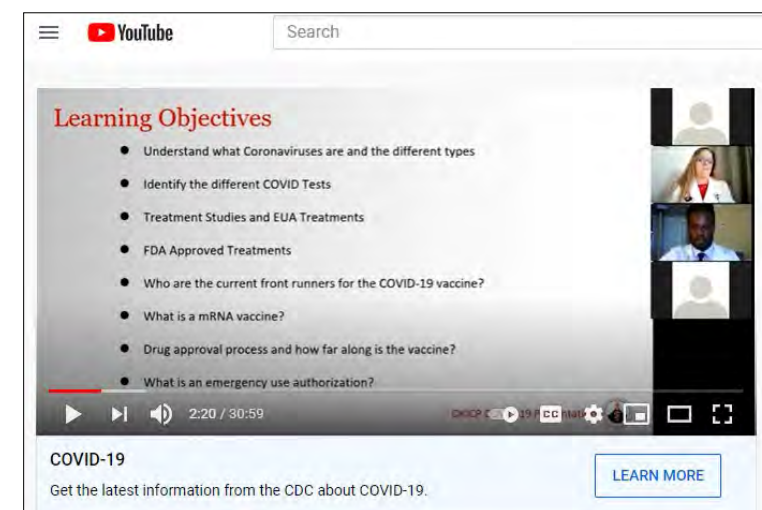 YouTube
Search
Learning Objectives
● Understand what Coronaviruses are and the different types
● Identify the different COVID Tests
● Treatment Studies and EUA Treatments
● FDA Approved Treatments
● Who are the current front runners for the COVID-19 vaccine?
● What is a mRNA vaccine?
● Drug approval process and how far along is the vaccine?
● What is an emergency use authorization?
2:20 / 30:59
CC
COVID-19
Get the latest information from the CDC about COVID-19.
LEARN MORE